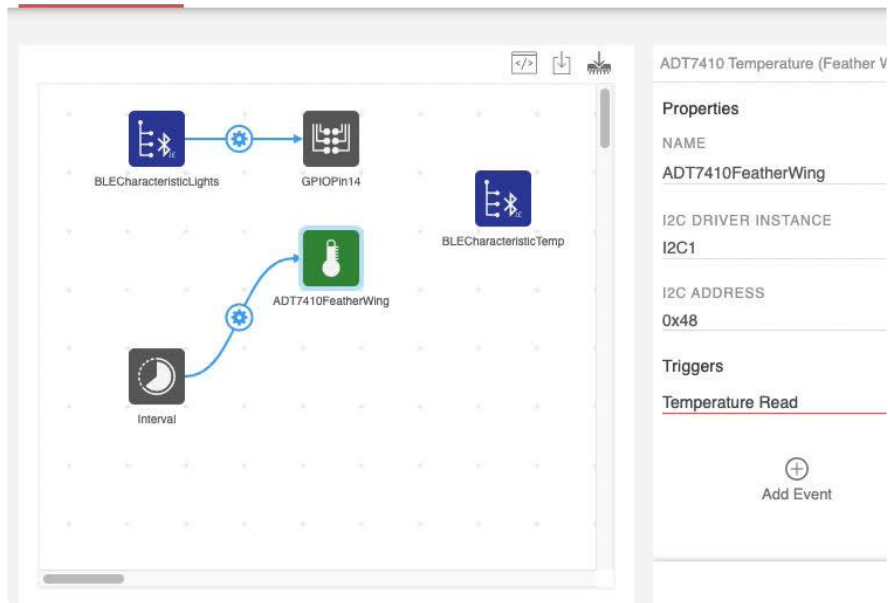 </>
ADT7410 Temperature (Feather
BLECharacteristicLights
GPIOPin14
BLECharacteristicTemp
ADT7410FeatherWing
Interval
Properties
NAME
ADT7410FeatherWing
I2C DRIVER INSTANCE
I2C1
I2C ADDRESS
0x48
Triggers
Temperature Read
Add Event